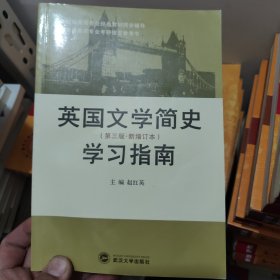 英国文学简史
(第三版·新增订本)
学习指南
主编 赵红英
武汉大学出版社